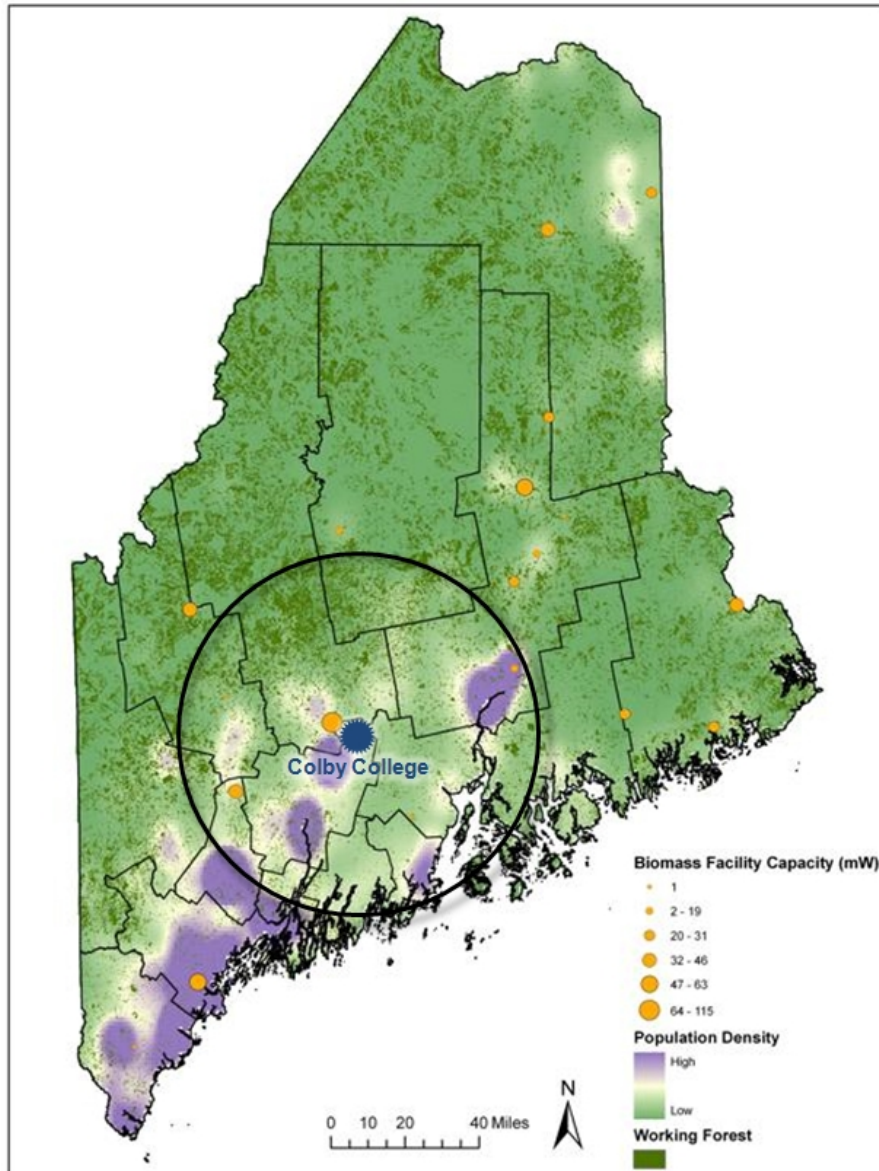 Colby College
Biomass Facility Capacity (mW)
1
2 - 19
20 - 31
32 - 46
47 - 63
64 - 115
Population Density
High
Low
Working Forest
N
0 10 20 40 Miles